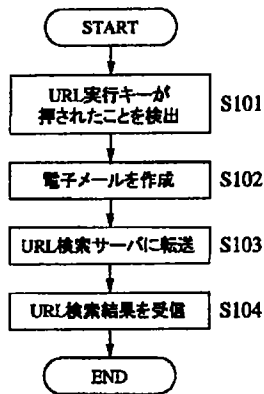 START
URL実行キーが
押されたことを検出
S101
電子メールを作成
S102
URL検索サーバに転送
S103
URL検索結果を受信
S104
END